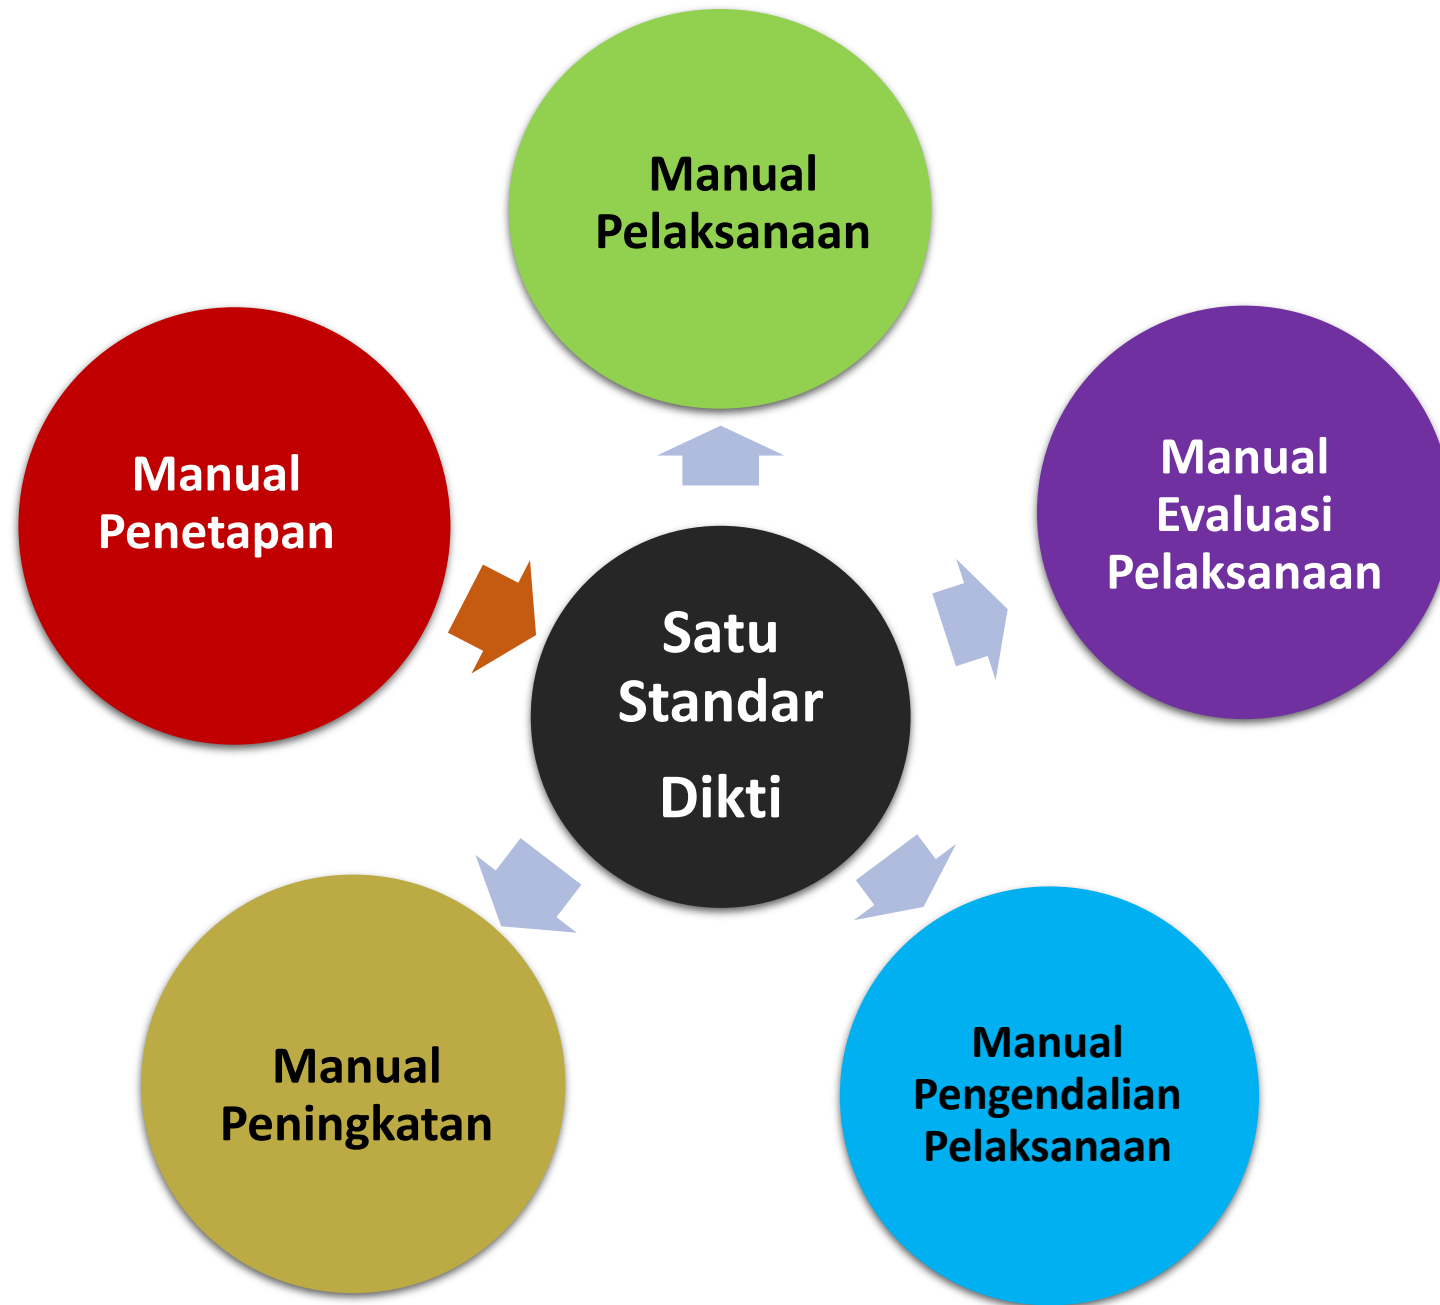 Manual
Pelaksanaan
Manual
Penetapan
Manual
Evaluasi
Pelaksanaan
Satu
Standar
Dikti
Manual
Peningkatan
Manual
Pengendalian
Pelaksanaan